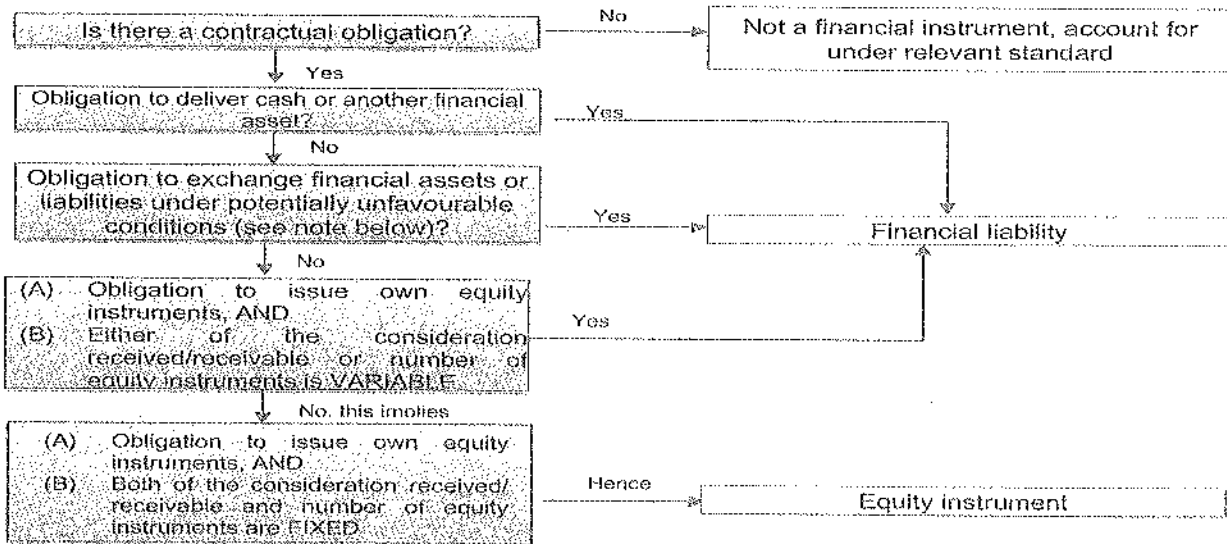 Is there a contractual obligation?
No
Not a financial instrument, account for
under relevant standard
Yes
Obligation to deliver cash or another financial
asset?
Yes
No
Obligation to exchange financial assets or
liabilities under potentially unfavourable
conditions (see note below)?
Yes
Financial liability
No
(A) Obligation to issue own equity
instruments, AND
(B) Either of the consideration
received/receivable or number of
equity instruments is VARIABLE
Yes
No, this implies
(A) Obligation to issue own equity
instruments, AND
(B) Both of the consideration received/
receivable and number of equity
instruments are FIXED
Hence
Equity instrument